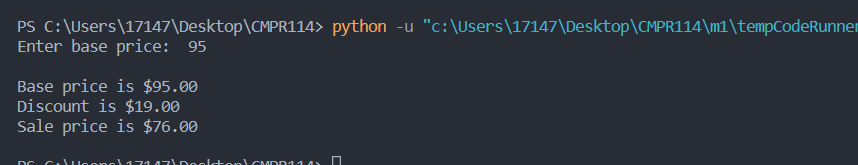 PS C:\Users\17147\Desktop\CMPR114> python -u "c:\Users\17147\Desktop\CMPR114\m1\tempCodeRunner
Enter base price:  95
Base price is $95.00
Discount is $19.00
Sale price is $76.00
PS C:\Users\17147\Desktop\CMPR114>